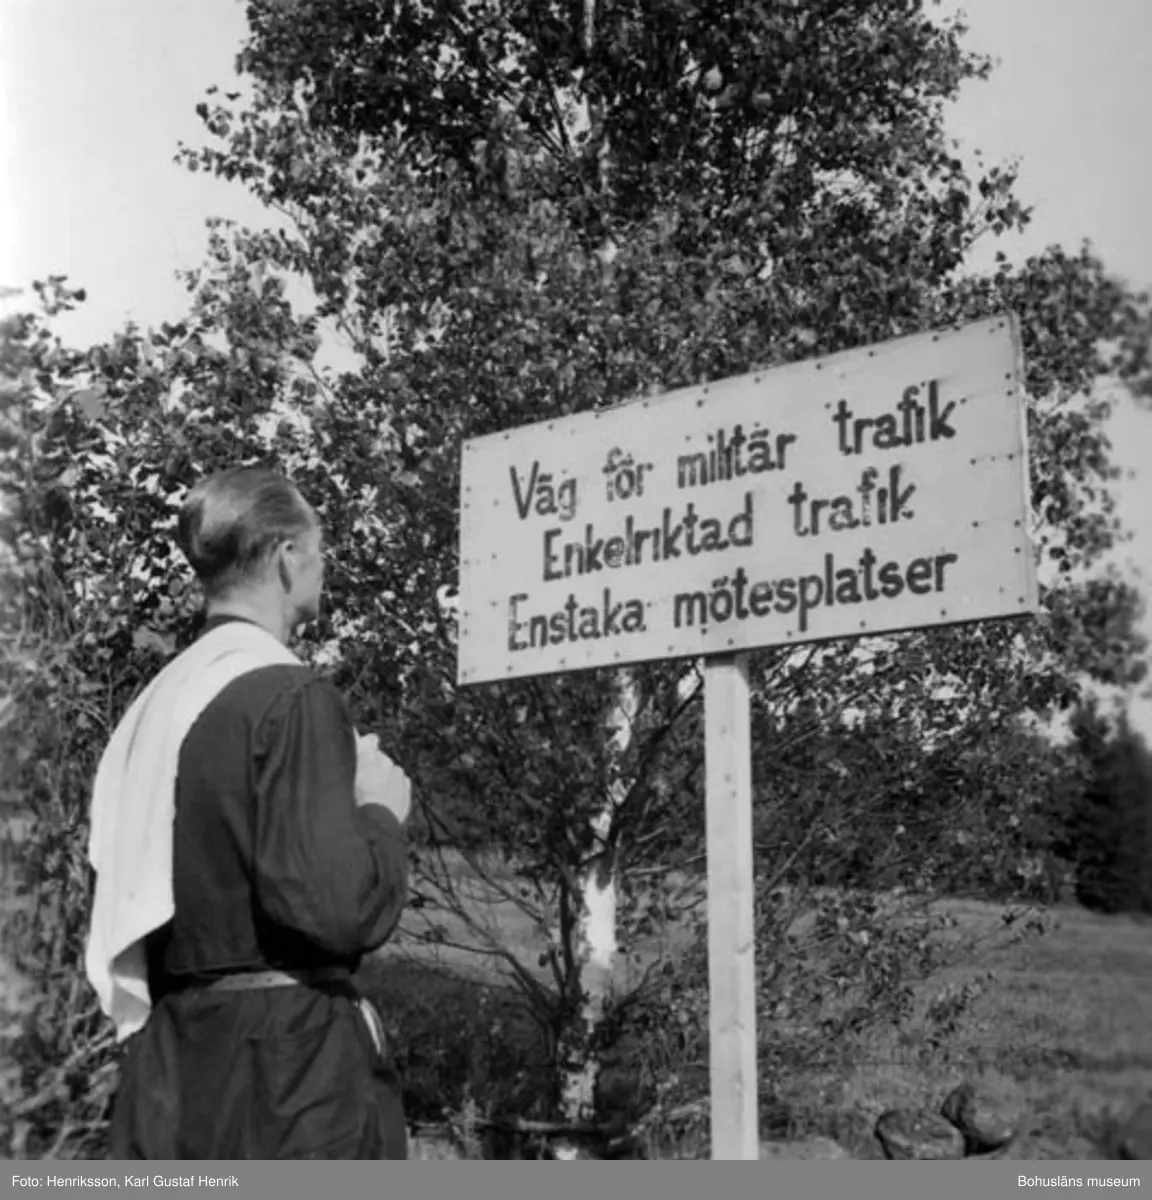 Väg för militär trafik
Enkelriktad trafik
Enstaka mötesplatser
Foto: Henriksson, Karl Gustaf Henrik
Bohusläns museum